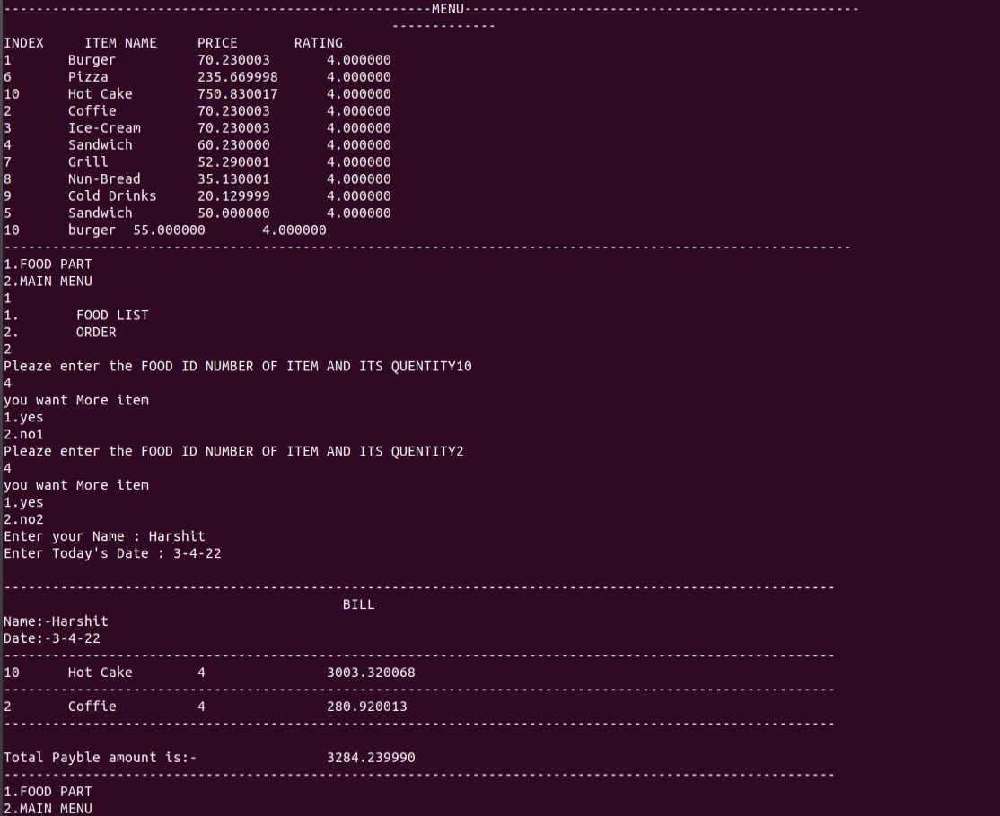 -----------------------------------------------------MENU-------------------------------------------------
-------------
INDEX     ITEM NAME     PRICE       RATING
1       Burger          70.230003       4.000000
6       Pizza           235.669998      4.000000
10      Hot Cake        750.830017      4.000000
2       Coffie          70.230003       4.000000
3       Ice-Cream       70.230003       4.000000
4       Sandwich        60.230000       4.000000
7       Grill           52.290001       4.000000
8       Nun-Bread       35.130001       4.000000
9       Cold Drinks     20.129999       4.000000
5       Sandwich        50.000000       4.000000
10      burger  55.000000       4.000000
---------------------------------------------------------------------------------------------------------
1.FOOD PART
2.MAIN MENU
1
1.       FOOD LIST
2.       ORDER
2
Pleaze enter the FOOD ID NUMBER OF ITEM AND ITS QUENTITY10
4
you want More item
1.yes
2.no1
Pleaze enter the FOOD ID NUMBER OF ITEM AND ITS QUENTITY2
4
you want More item
1.yes
2.no2
Enter your Name : Harshit
Enter Today's Date : 3-4-22
-------------------------------------------------------------------------------------------------------
                                          BILL
Name:-Harshit
Date:-3-4-22
-------------------------------------------------------------------------------------------------------
10      Hot Cake        4               3003.320068
-------------------------------------------------------------------------------------------------------
2       Coffie          4               280.920013
-------------------------------------------------------------------------------------------------------
Total Payble amount is:-                3284.239990
-------------------------------------------------------------------------------------------------------
1.FOOD PART
2.MAIN MENU